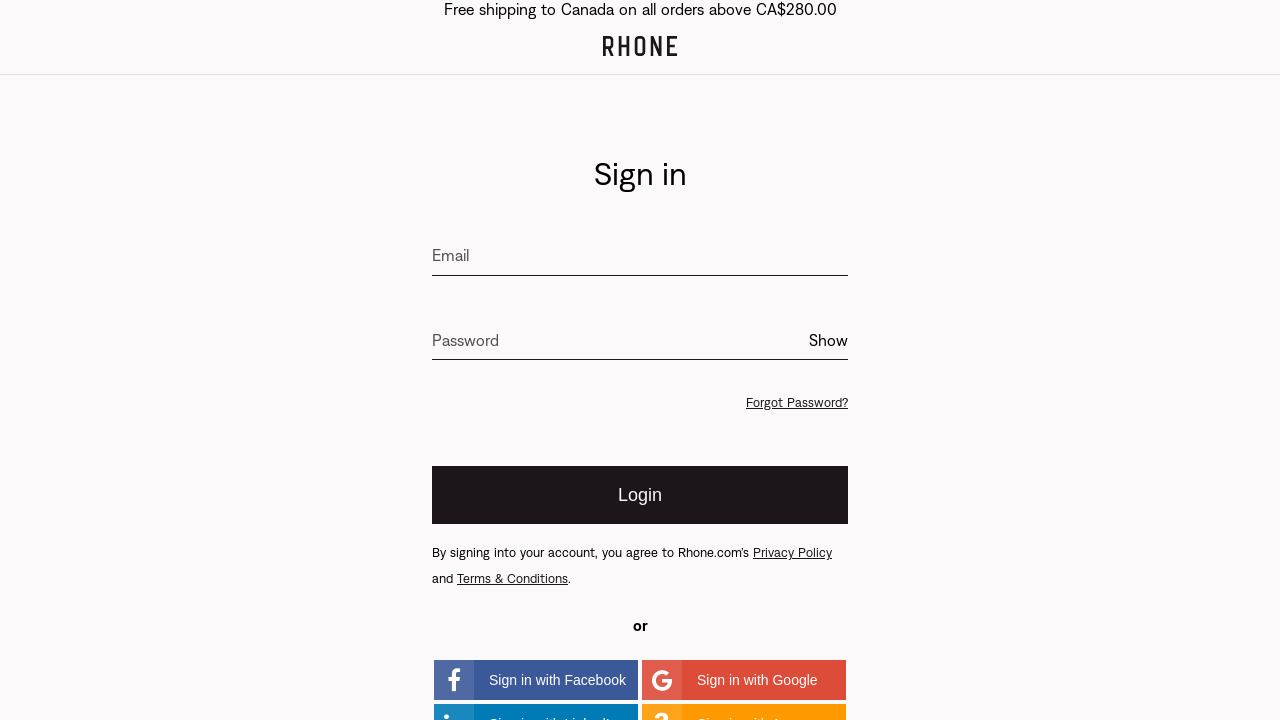 Free shipping to Canada on all orders above CA$280.00
RHONE
Sign in
Email
Password
Show
Forgot Password?
Login
By signing into your account, you agree to Rhone.com's Privacy Policy
and Terms & Conditions.
or
Sign in with Facebook
Sign in with Google